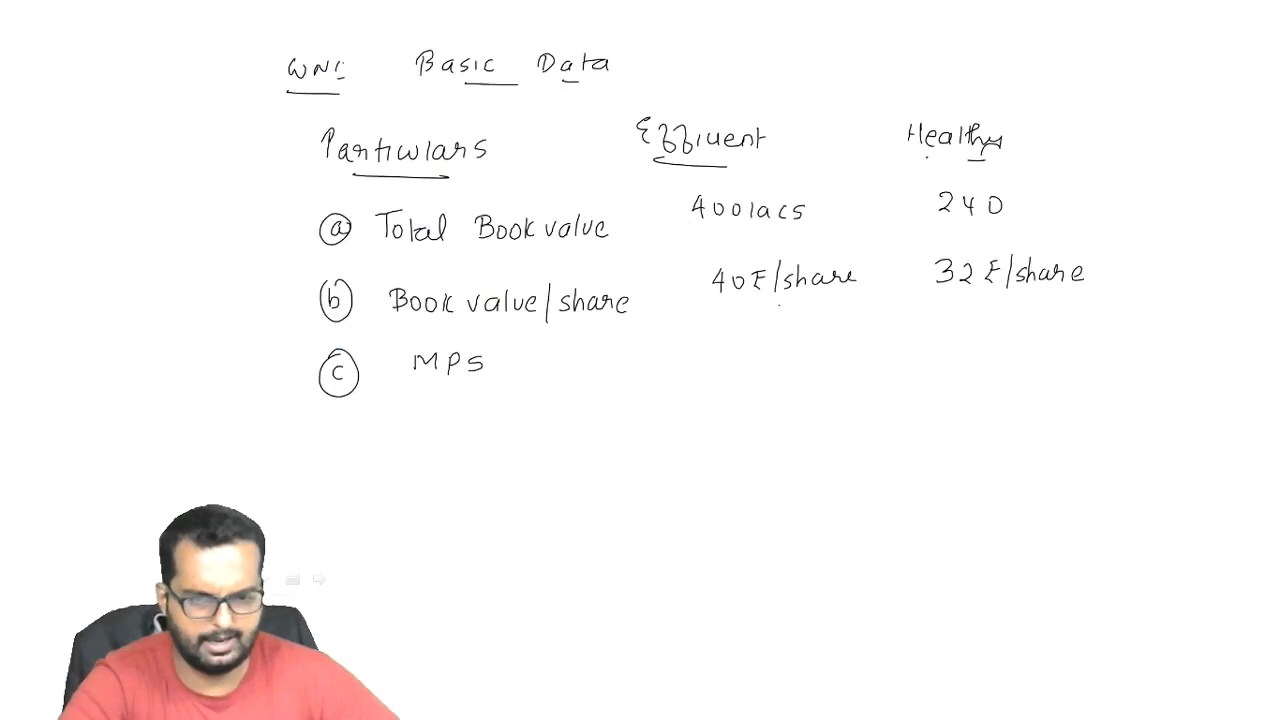 WN1 Basic Data
Particulars Efficient Healthy
(a) Total Book value 400 lacs 240
(b) Book value/share 40 ₹/share 32 ₹/share
(c) MPS